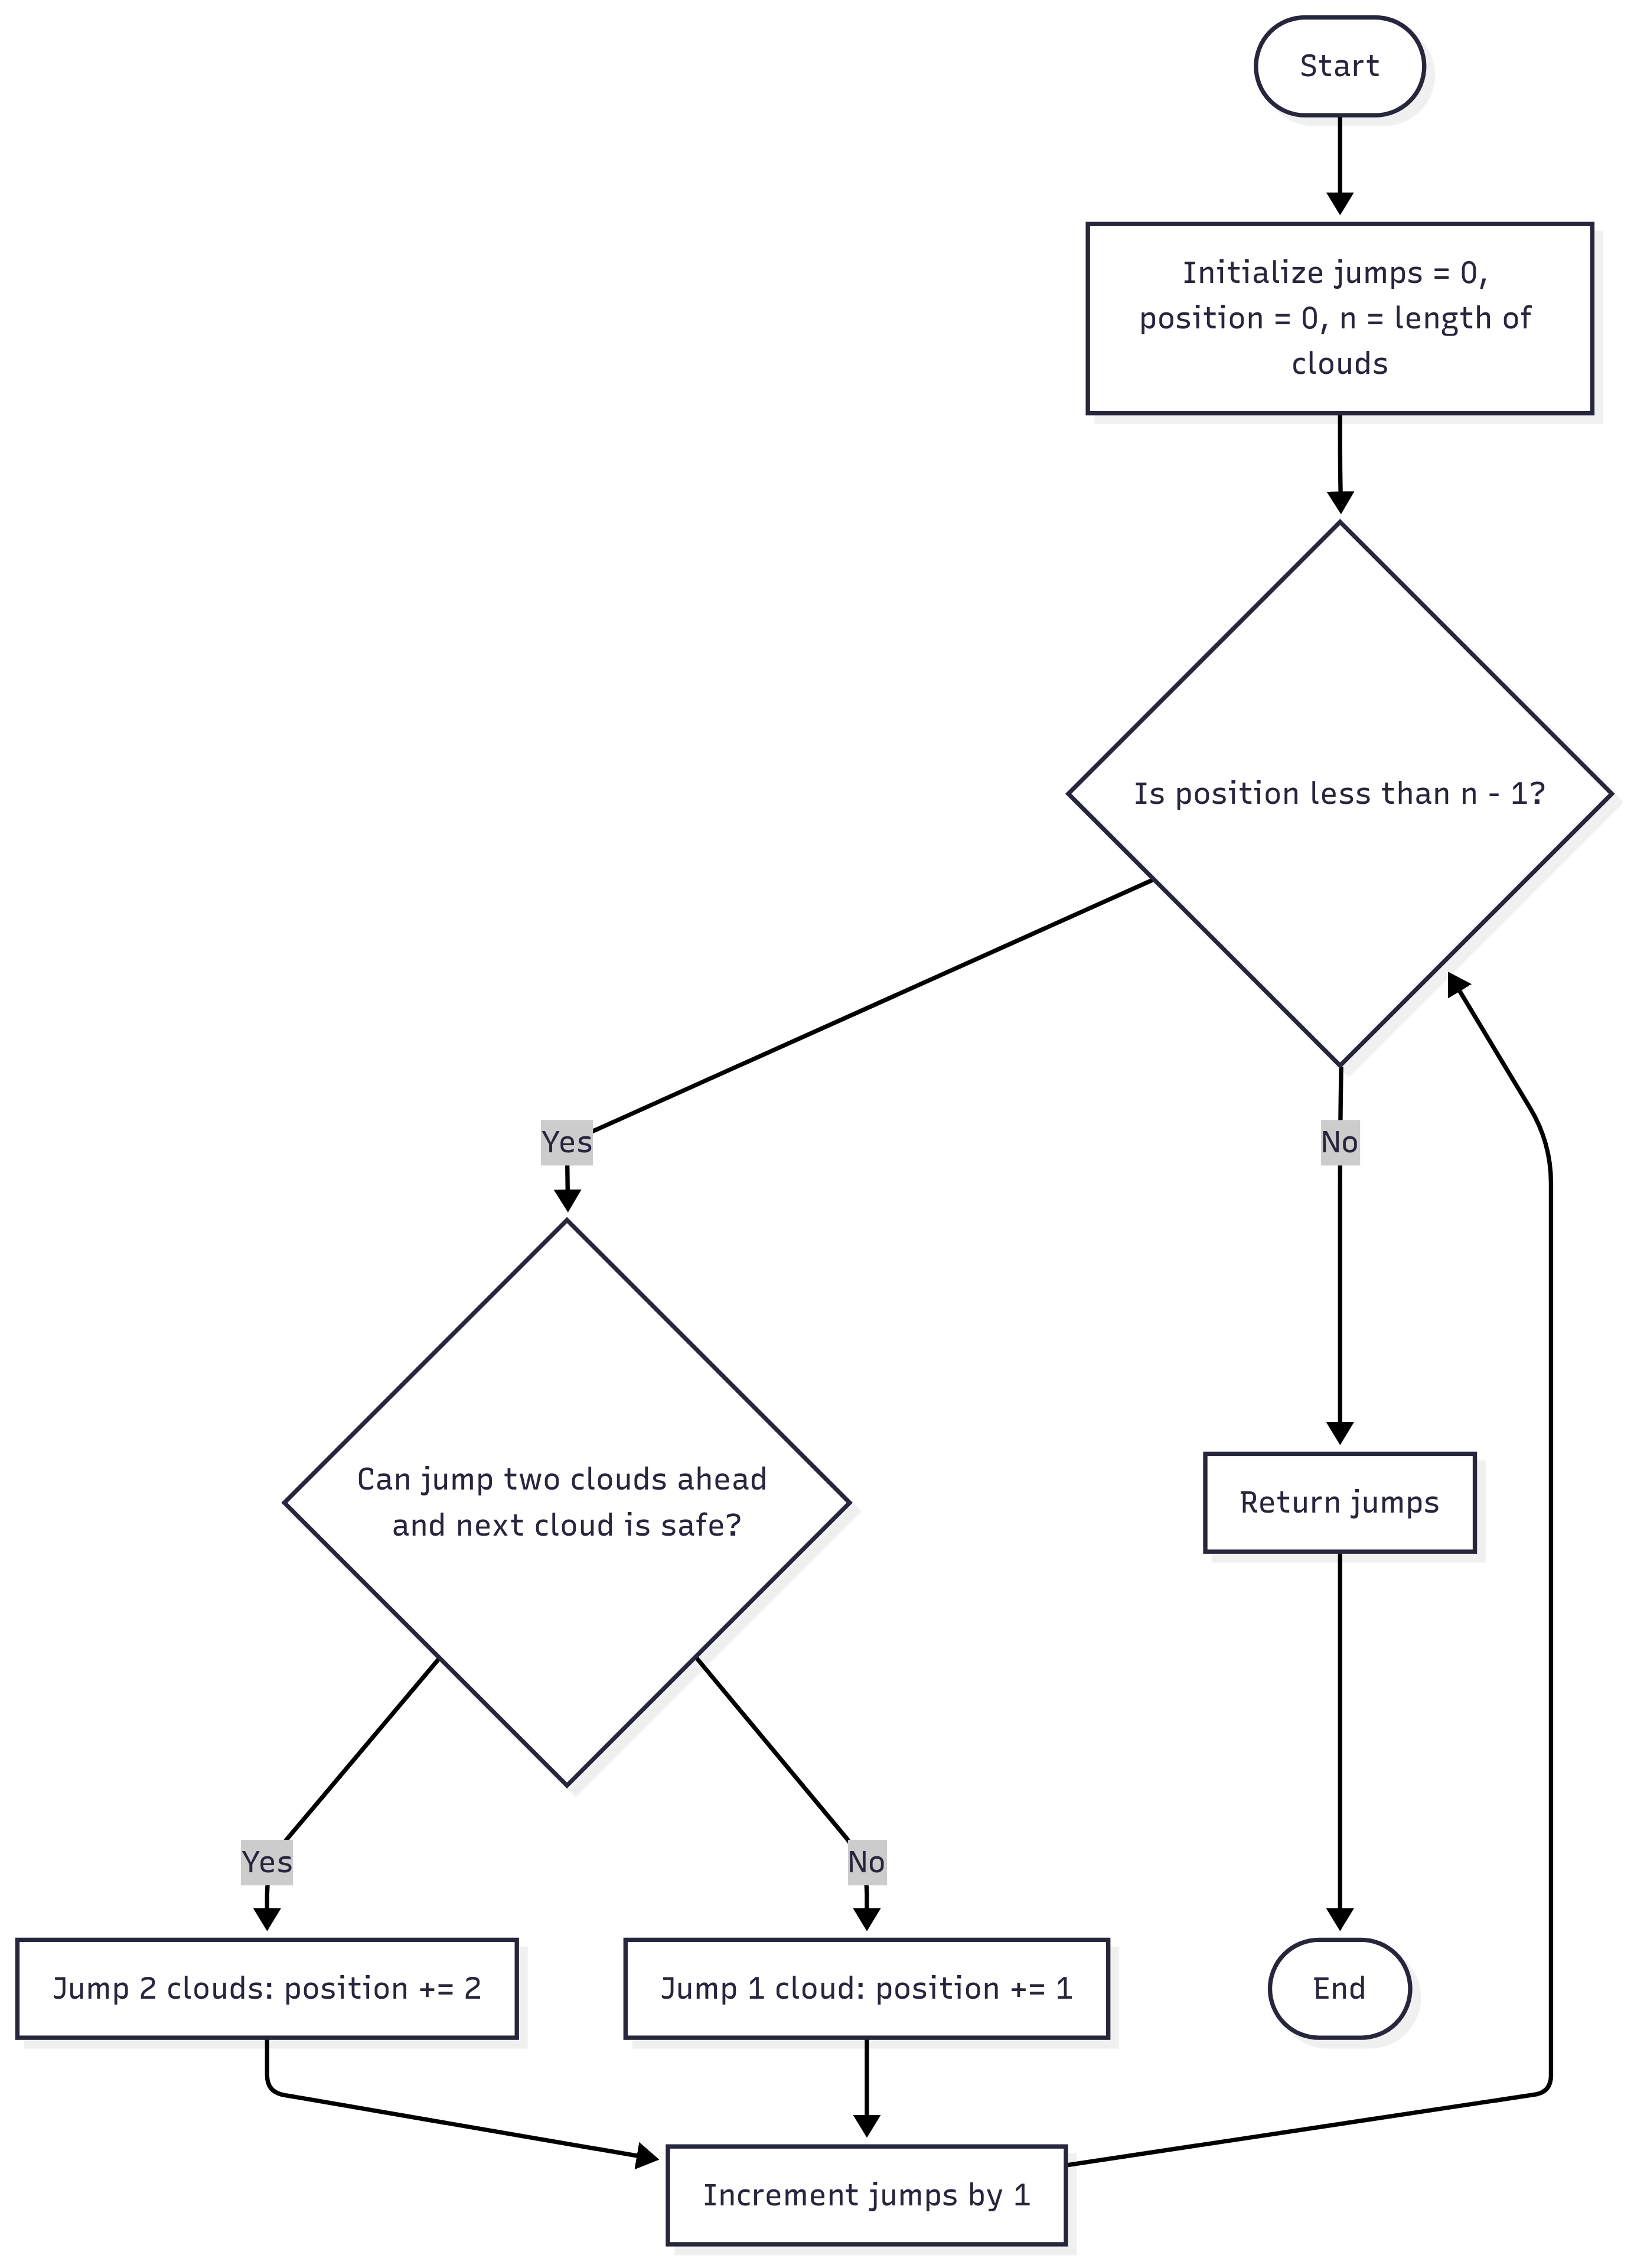 Start
Initialize jumps = 0,
position = 0, n = length of
clouds
Is position less than n - 1?
Yes
No
Can jump two clouds ahead
and next cloud is safe?
Return jumps
Yes
No
Jump 2 clouds: position += 2
Jump 1 cloud: position += 1
End
Increment jumps by 1